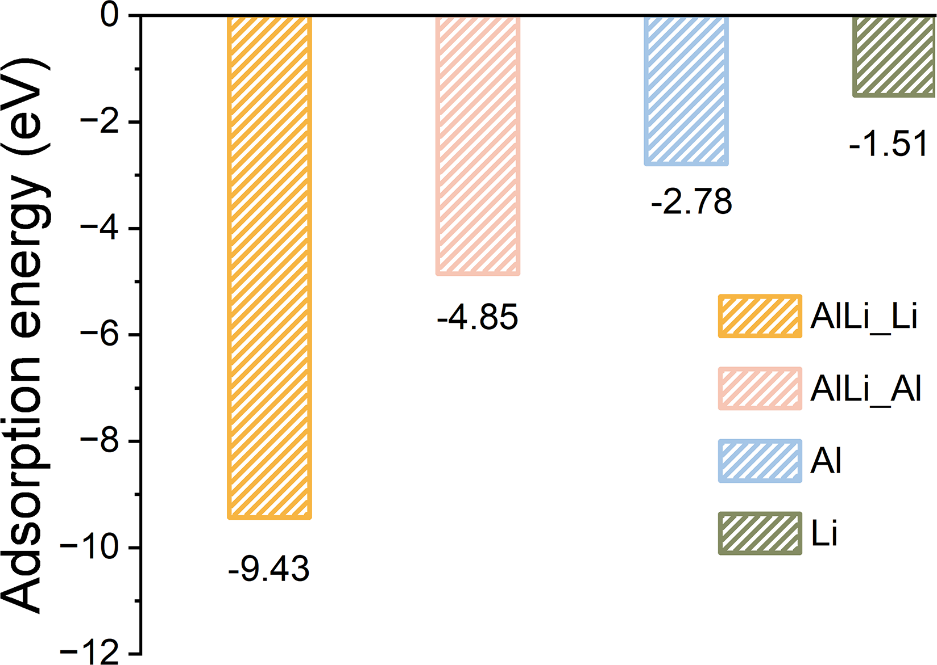 Adsorption energy (eV)
0
−2
−4
−6
−8
−10
−12
-9.43
-4.85
-2.78
-1.51
AlLi_Li
AlLi_Al
Al
Li